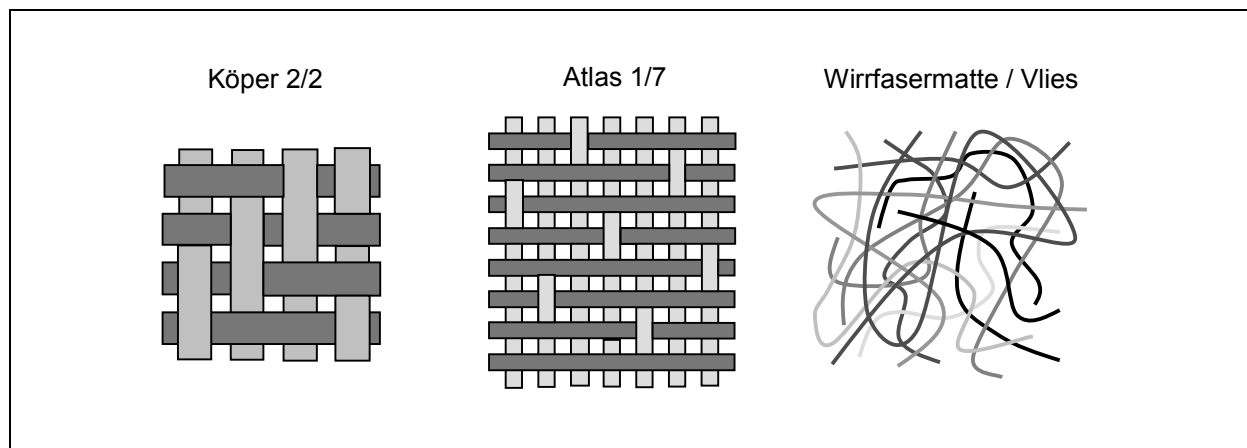 Köper 2/2
Atlas 1/7
Wirrfasermatte / Vlies